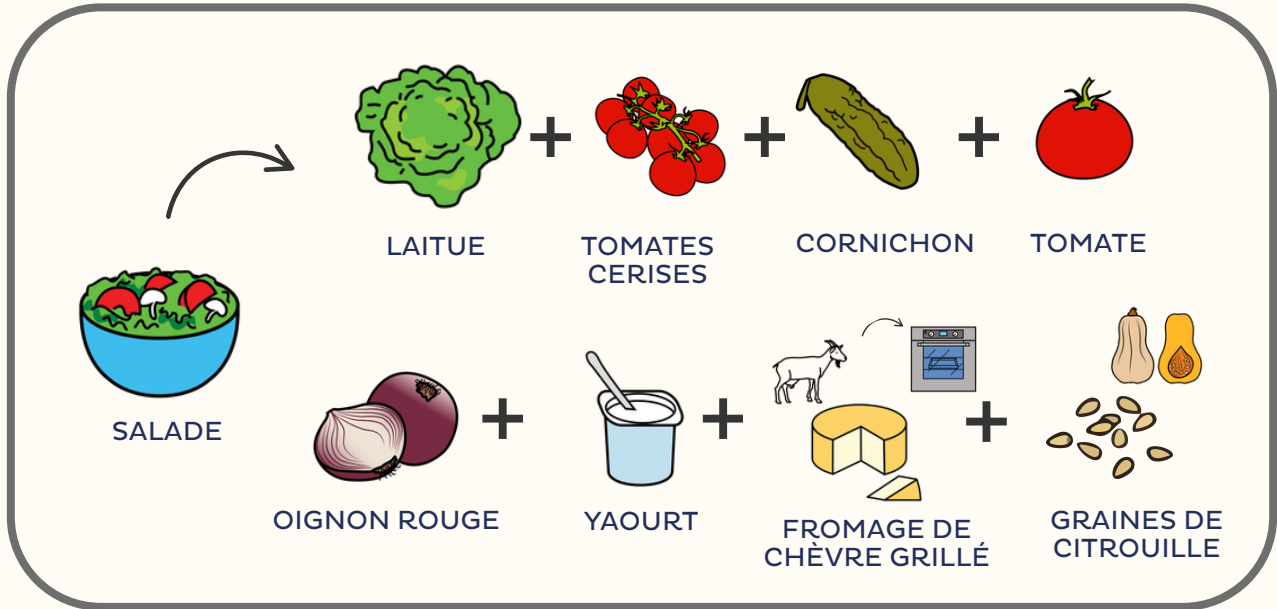 LAITUE
TOMATES
CERISES
CORNICHON
TOMATE
SALADE
OIGNON ROUGE
YAOURT
FROMAGE DE
CHÈVRE GRILLÉ
GRAINES DE
CITROUILLE